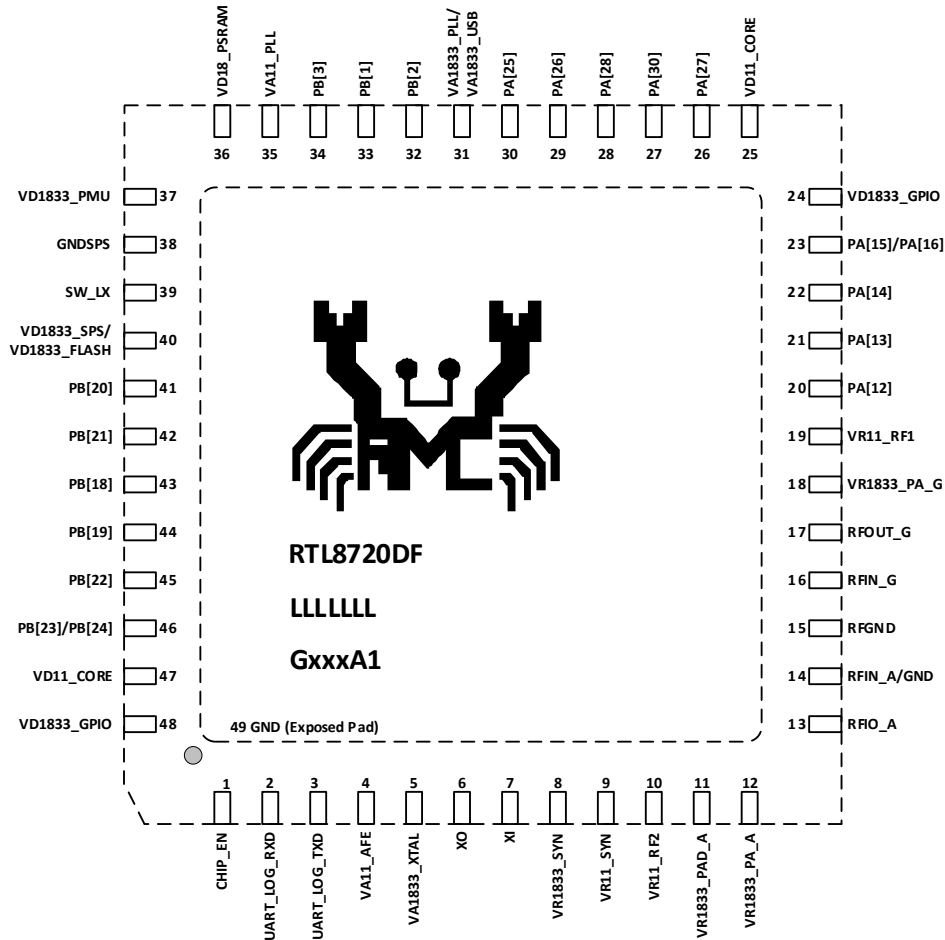 VD18_PSRAM
VA11_PLL
PB[3]
PB[1]
PB[2]
VA1833_PLL/
VA1833_USB
PA[25]
PA[26]
PA[28]
PA[30]
PA[27]
VD11_CORE
36 35 34 33 32 31 30 29 28 27 26 25
VD1833_PMU 37
GNDSPS 38
SW_LX 39
VD1833_SPS/
VD1833_FLASH 40
PB[20] 41
PB[21] 42
PB[18] 43
PB[19] 44
PB[22] 45
PB[23]/PB[24] 46
VD11_CORE 47
VD1833_GPIO 48
AMC
RTL8720DF
LLLLLLL
GxxxA1
49 GND (Exposed Pad)
24 VD1833_GPIO
23 PA[15]/PA[16]
22 PA[14]
21 PA[13]
20 PA[12]
19 VR11_RF1
18 VR1833_PA_G
17 RFOUT_G
16 RFIN_G
15 RFGND
14 RFIN_A/GND
13 RFIO_A
1 2 3 4 5 6 7 8 9 10 11 12
CHIP_EN
UART_LOG_RXD
UART_LOG_TXD
VA11_AFE
VA1833_XTAL
XO
XI
VR1833_SYN
VR11_SYN
VR11_RF2
VR1833_PAD_A
VR1833_PA_A